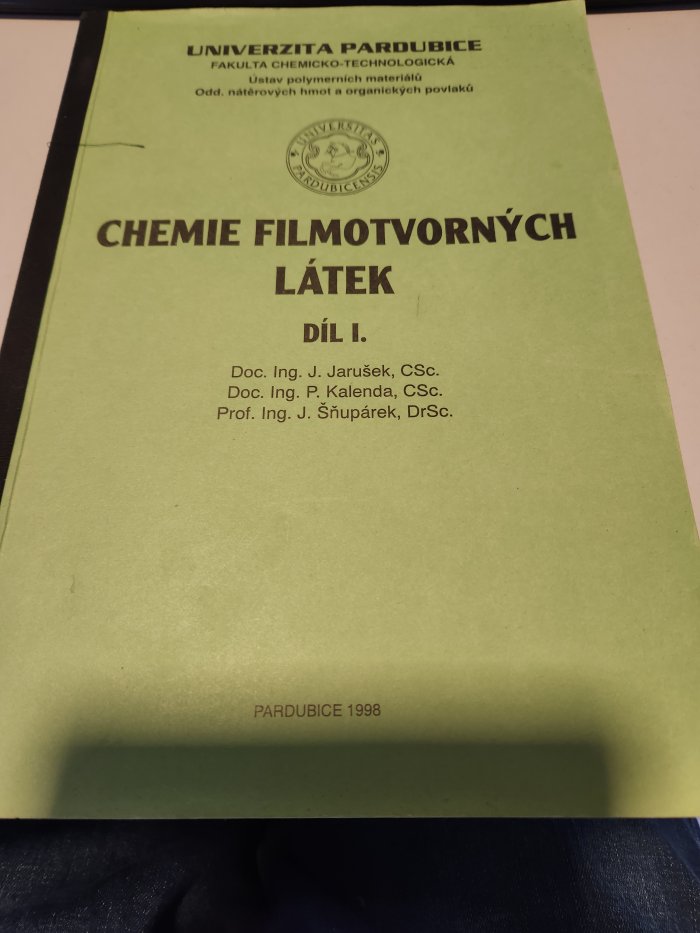 UNIVERZITA PARDUBICE
FAKULTA CHEMICKO-TECHNOLOGICKÁ
Ústav polymerních materiálů
Odd. nátěrových hmot a organických povlaků
UNIVERSITAS
PARDUBICENSIS
CHEMIE FILMOTVORNÝCH
LÁTEK
DÍL I.
Doc. Ing. J. Jarušek, CSc.
Doc. Ing. P. Kalenda, CSc.
Prof. Ing. J. Šňupárek, DrSc.
PARDUBICE 1998